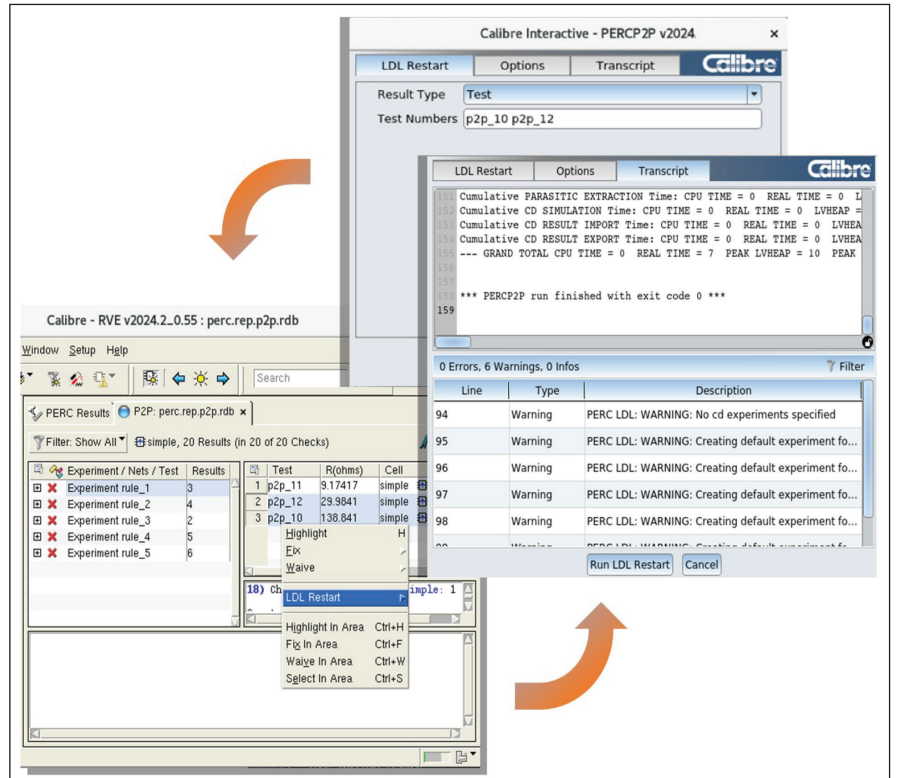 Calibre Interactive - PERCP2P v2024
×
LDL Restart Options Transcript Calibre
Result Type Test
Test Numbers p2p_10 p2p_12
LDL Restart Options Transcript Calibre
151 Cumulative PARASITIC EXTRACTION Time: CPU TIME = 0 REAL TIME = 0 L
152 Cumulative CD SIMULATION Time: CPU TIME = 0 REAL TIME = 0 LVHEAP =
153 Cumulative CD RESULT IMPORT Time: CPU TIME = 0 REAL TIME = 0 LVHEA
154 Cumulative CD RESULT EXPORT Time: CPU TIME = 0 REAL TIME = 0 LVHEA
155 --- GRAND TOTAL CPU TIME = 0 REAL TIME = 7 PEAK LVHEAP = 10 PEAK
156
157
158 *** PERCP2P run finished with exit code 0 ***
159
0 Errors, 6 Warnings, 0 Infos Filter
Line Type Description
94 Warning PERC LDL: WARNING: No cd experiments specified
95 Warning PERC LDL: WARNING: Creating default experiment fo...
96 Warning PERC LDL: WARNING: Creating default experiment fo...
97 Warning PERC LDL: WARNING: Creating default experiment fo...
98 Warning PERC LDL: WARNING: Creating default experiment fo...
Run LDL Restart Cancel
Calibre - RVE v2024.2_0.55 : perc.rep.p2p.rdb
Window Setup Help
Search
PERC Results P2P: perc.rep.p2p.rdb ×
Filter: Show All simple, 20 Results (in 20 of 20 Checks)
Experiment / Nets / Test Results
Experiment rule_1 3
Experiment rule_2 4
Experiment rule_3 2
Experiment rule_4 5
Experiment rule_5 6
Test R(ohms) Cell
1 p2p_11 9.17417 simple
2 p2p_12 29.9841 simple
3 p2p_10 138.841 simple
Highlight H
Fix
Waive
LDL Restart
Highlight In Area Ctrl+H
Fix In Area Ctrl+F
Waive In Area Ctrl+W
Select In Area Ctrl+S
18) Ch imple: 1